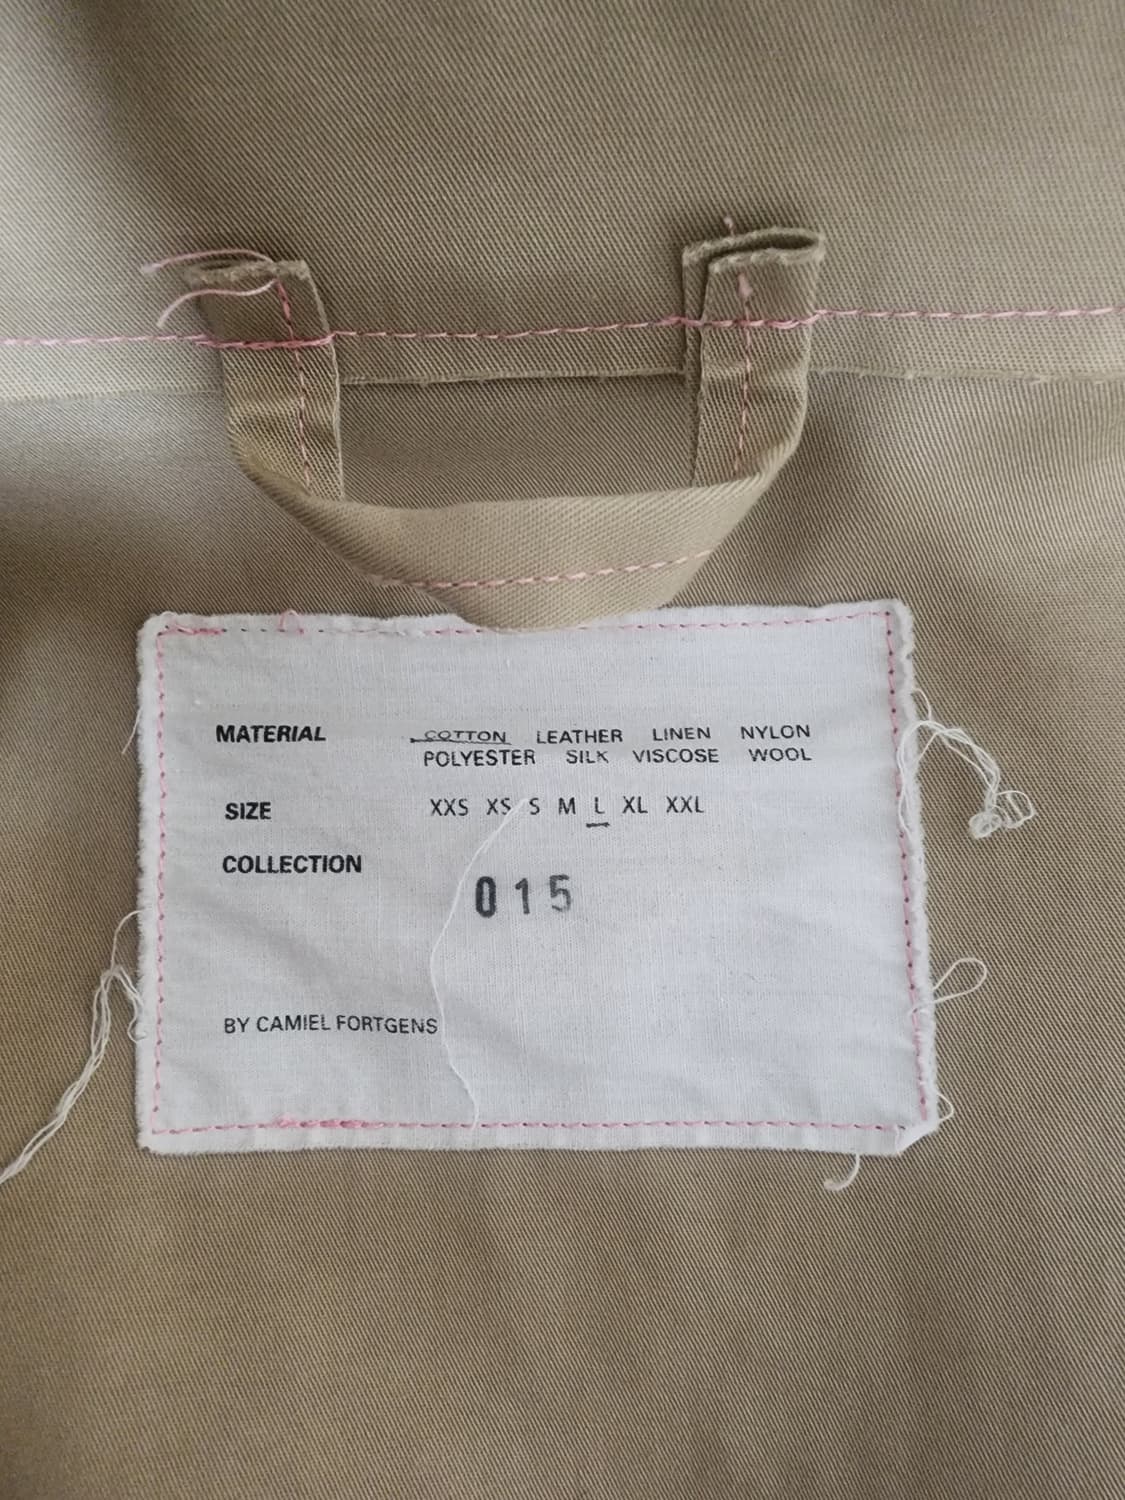 MATERIAL COTTON LEATHER LINEN NYLON
POLYESTER SILK VISCOSE WOOL
SIZE XXS XS S M L XL XXL
COLLECTION
015
BY CAMIEL FORTGENS